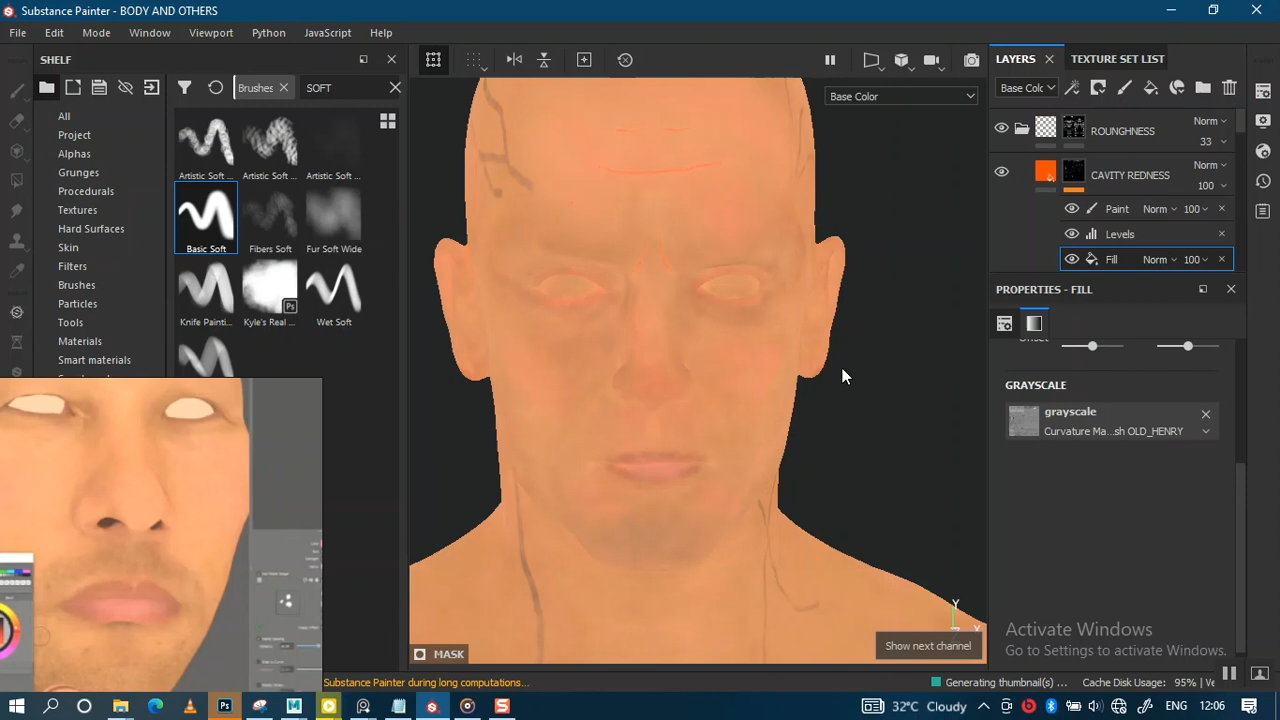 Substance Painter - BODY AND OTHERS
File Edit Mode Window Viewport Python JavaScript Help
SHELF
Brushes
SOFT
All
Project
Alphas
Grunges
Procedurals
Textures
Hard Surfaces
Skin
Filters
Brushes
Particles
Tools
Materials
Smart materials
Artistic Soft ... Artistic Soft ... Artistic Soft ...
Basic Soft Fibers Soft Fur Soft Wide
Knife Painti... Kyle's Real ... Wet Soft
Ps
Base Color
MASK
Y
Show next channel
LAYERS
TEXTURE SET LIST
Base Colc
ROUNGHNESS
Norm
33
CAVITY REDNESS
Norm
100
Paint Norm 100
Levels
Fill Norm 100
PROPERTIES - FILL
Offset
GRAYSCALE
grayscale
Curvature Ma...sh OLD_HENRY
Activate Windows
Go to Settings to activate Windows.
Substance Painter during long computations...
Generating thumbnail(s) ...
Cache Disk Usage: 95% | Ve
Ps
M
S
32°C Cloudy
ENG 12:06